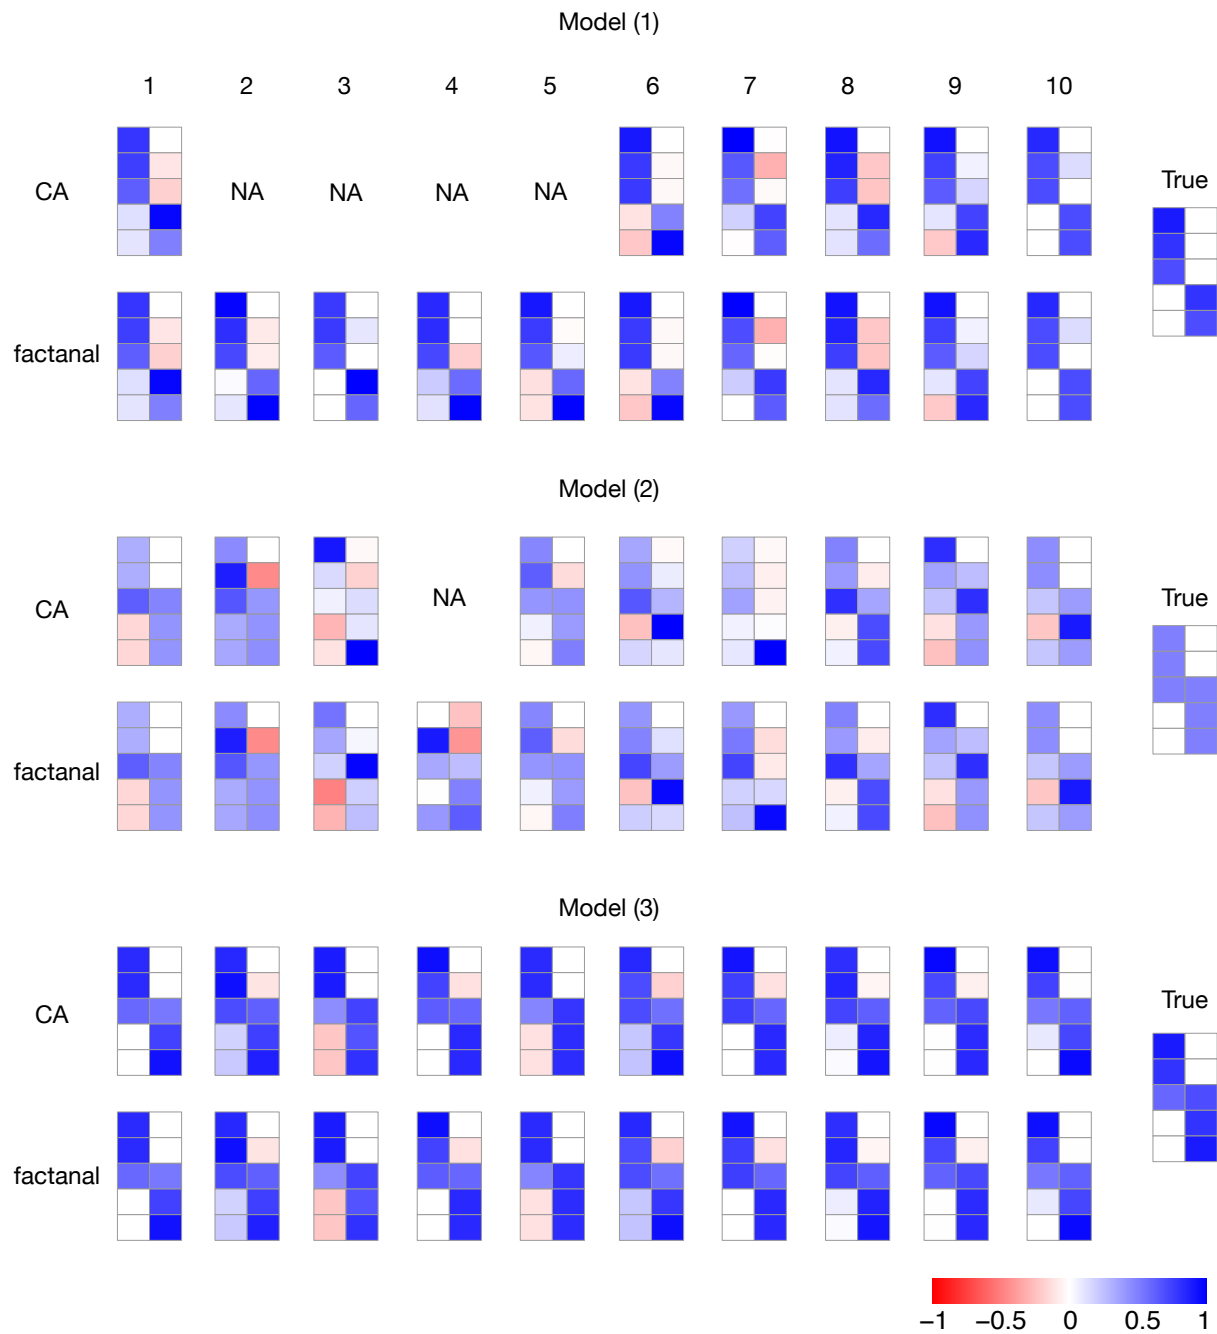 Model (1)
1 2 3 4 5 6 7 8 9 10
CA NA NA NA NA True
factanal
Model (2)
CA NA True
factanal
Model (3)
CA True
factanal
−1 −0.5 0 0.5 1